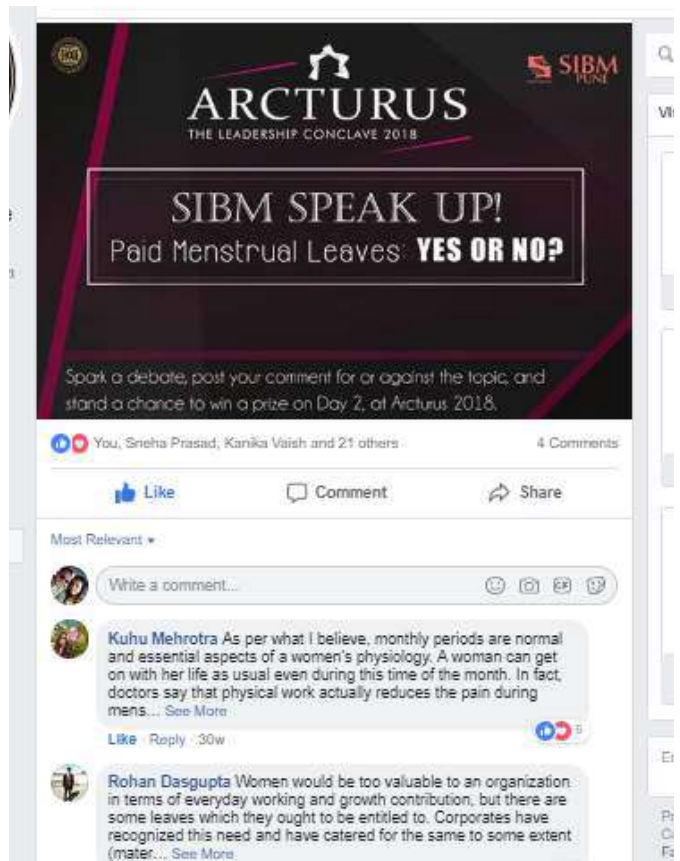 ARCTURUS
THE LEADERSHIP CONCLAVE 2018
SIBM
PUNE
SIBM SPEAK UP!
Paid Menstrual Leaves: YES OR NO?
Spark a debate, post your comment for or against the topic, and
stand a chance to win a prize on Day 2, at Arcturus 2018.
You, Sneha Prasad, Kanika Vaish and 21 others
4 Comments
Like
Comment
Share
Most Relevant
Write a comment...
GIF
Kuhu Mehrotra As per what I believe, monthly periods are normal
and essential aspects of a women's physiology. A woman can get
on with her life as usual even during this time of the month. In fact,
doctors say that physical work actually reduces the pain during
mens... See More
Like · Reply · 30w
Rohan Dasgupta Women would be too valuable to an organization
in terms of everyday working and growth contribution, but there are
some leaves which they ought to be entitled to. Corporates have
recognized this need and have catered for the same to some extent
(mater... See More